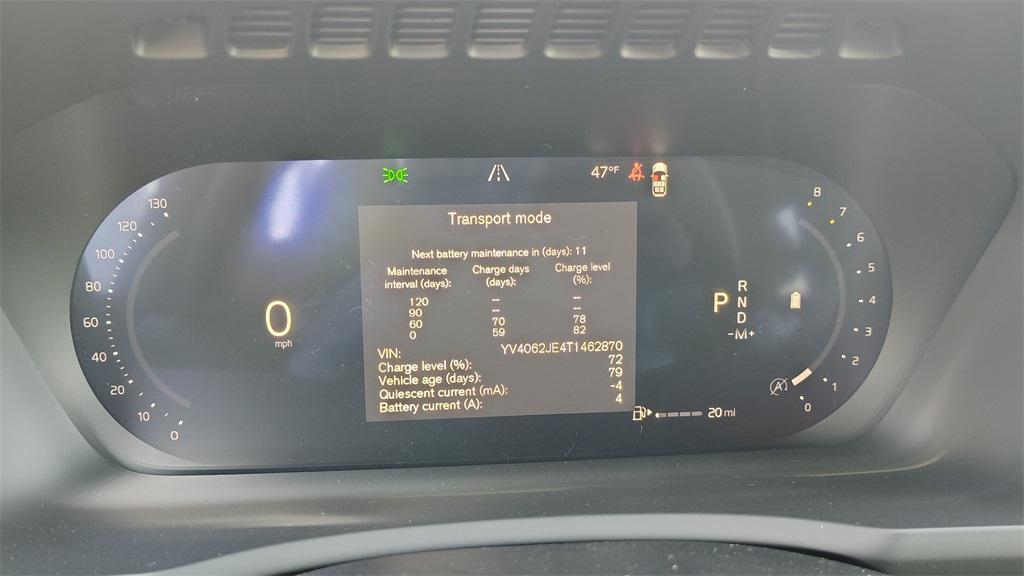 47°F
Transport mode
Next battery maintenance in (days): 11
Maintenance interval (days): Charge days (days): Charge level (%):
120 -- --
90 -- --
60 70 78
0 59 82
VIN: YV4062JE4T1462870
Charge level (%): 72
Vehicle age (days): 79
Quiescent current (mA): -4
Battery current (A): 4
130
120
100
80
60
40
20
10
0
0
mph
P
R
N
D
-M+
8
7
6
5
4
3
2
1
0
A
20 mi